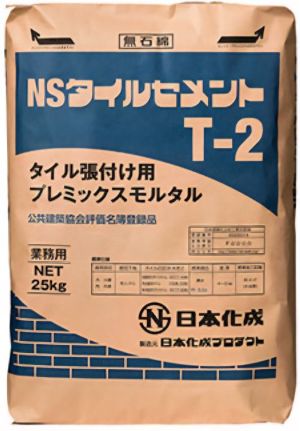 無石綿
NSタイルセメント
T-2
タイル張付け用
プレミックスモルタル
公共建築協会評価名簿登録品
業務用
NET
25kg
日本化成
製造元 日本化成プロダクト